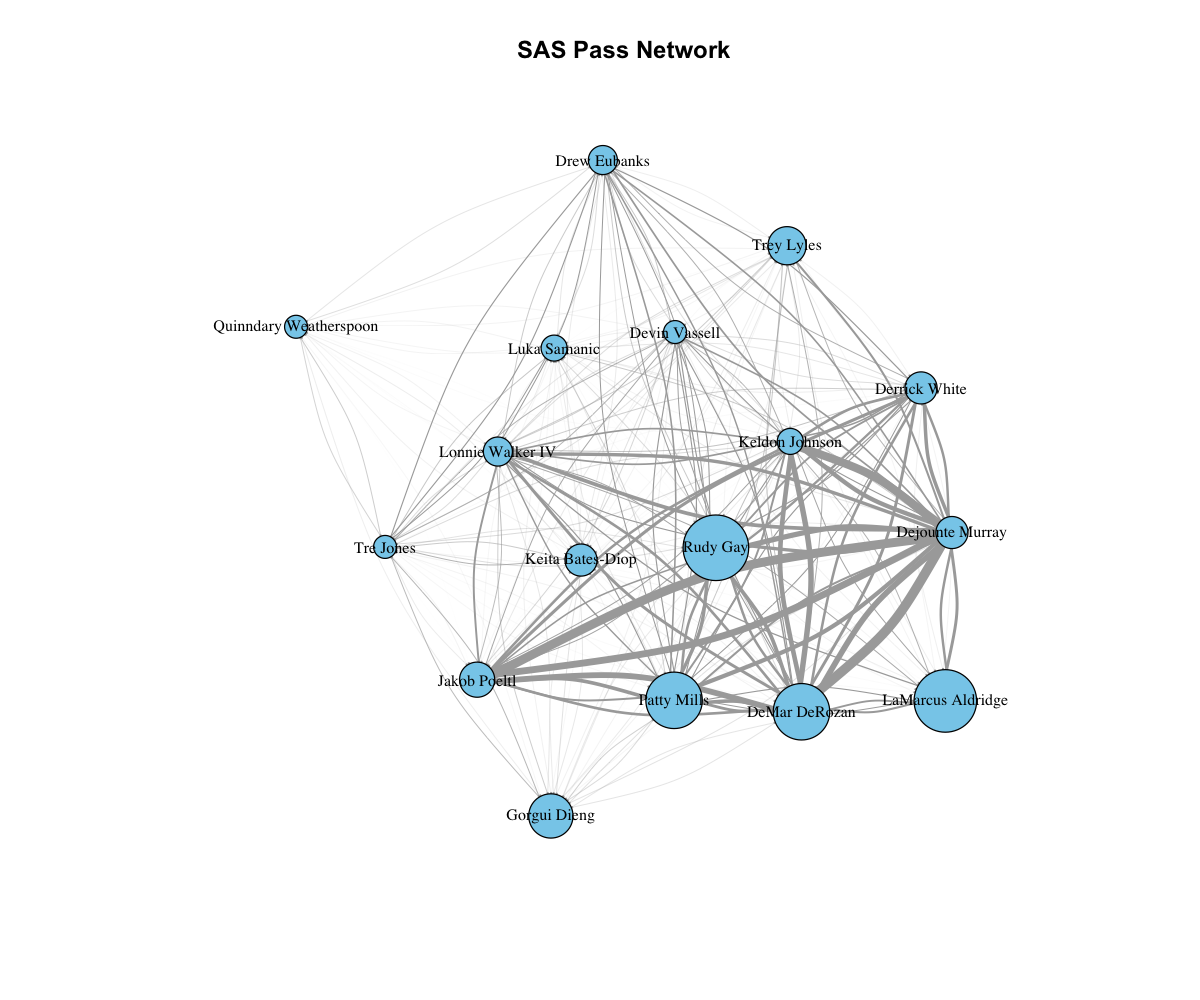 SAS Pass Network
Drew Eubanks
Trey Lyles
Quinndary Weatherspoon
Devin Vassell
Luka Samanic
Derrick White
Keldon Johnson
Lonnie Walker IV
Dejounte Murray
Tre Jones
Rudy Gay
Keita Bates-Diop
Jakob Poeltl
Patty Mills
DeMar DeRozan
LaMarcus Aldridge
Gorgui Dieng